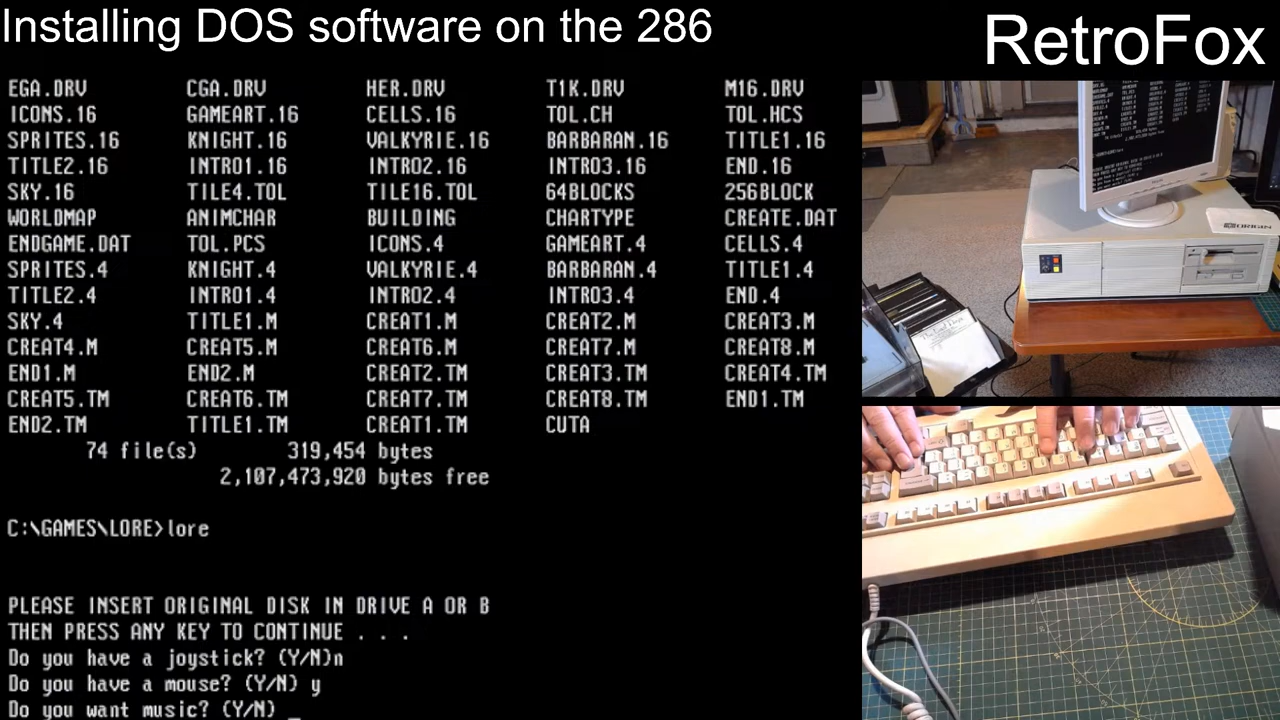 Installing DOS software on the 286
RetroFox
EGA.DRV CGA.DRV HER.DRV T1K.DRV M16.DRV
ICONS.16 GAMEART.16 CELLS.16 TOL.CH TOL.HCS
SPRITES.16 KNIGHT.16 VALKYRIE.16 BARBARAN.16 TITLE1.16
TITLE2.16 INTRO1.16 INTRO2.16 INTRO3.16 END.16
SKY.16 TILE4.TOL TILE16.TOL 64BLOCKS 256BLOCK
WORLDMAP ANIMCHAR BUILDING CHARTYPE CREATE.DAT
ENDGAME.DAT TOL.PCS ICONS.4 GAMEART.4 CELLS.4
SPRITES.4 KNIGHT.4 VALKYRIE.4 BARBARAN.4 TITLE1.4
TITLE2.4 INTRO1.4 INTRO2.4 INTRO3.4 END.4
SKY.4 TITLE1.M CREAT1.M CREAT2.M CREAT3.M
CREAT4.M CREAT5.M CREAT6.M CREAT7.M CREAT8.M
END1.M END2.M CREAT2.TM CREAT3.TM CREAT4.TM
CREAT5.TM CREAT6.TM CREAT7.TM CREAT8.TM END1.TM
END2.TM TITLE1.TM CREAT1.TM CUTA
74 file(s) 319,454 bytes
2,107,473,920 bytes free
C:\GAMES\LORE>lore
PLEASE INSERT ORIGINAL DISK IN DRIVE A OR B
THEN PRESS ANY KEY TO CONTINUE . . .
Do you have a joystick? (Y/N)n
Do you have a mouse? (Y/N) y
Do you want music? (Y/N) _
ORIGIN